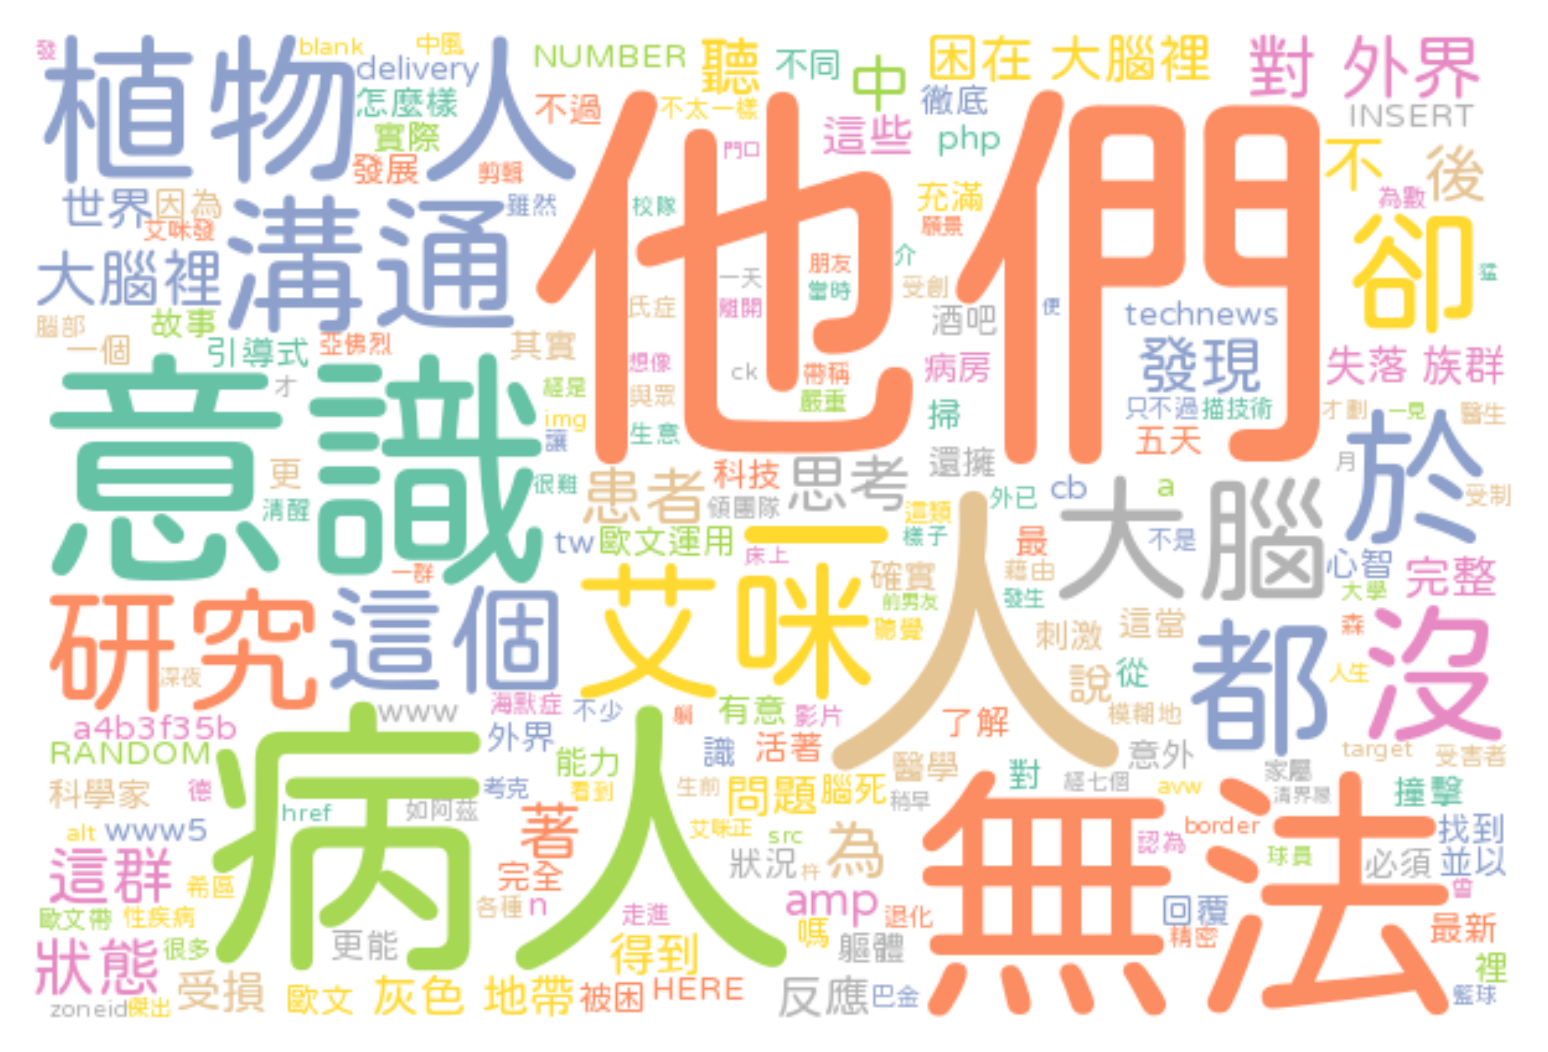 發 植物人 blank 中風 NUMBER 聽 不同 中 困在 大腦裡 對 外界
delivery 怎麼樣 不過 不太一樣 徹底 INSERT
實際 發展 剪輯 他們 門口 這些 php 不 後
世界 因為 溝通 雖然 校隊 充滿 為數
艾咪發 願景 卻
大腦裡 一天 朋友 介 猛
氏症 離開 當時 受創 便
腦部 故事 酒吧 technews
一個 引導式 亞佛烈 其實 想像 ck 帶稱 病房 發現 失落 族群
意識 才 經是 與眾 嚴重 只不過 描技術 才劃 一見 醫生
img 讓 生意 掃 五天 於
更 很難 患者 科技 思考 還擁 月
清醒 領團隊 這類 外已 cb a 受制
tw 歐文運用 一 樣子 最 大腦 不是
一群 床上 確實 藉由 心智 完整
研究 這個 艾咪 前男友 人 發生 大學
聽覺 刺激 這當 都 森 沒
深夜 說 從 人生
www 海默症 不少 躺 有意 影片 了解 模糊地
a4b3f35b
RANDOM 病人 外界 能力 識 活著 醫學 意外 target 受害者
科學家 德 href 如阿茲 考克 看到 生前 問題 腦死 稍早 對 經七個 avw 家屬 清界線 撞擊
alt www5 著 艾咪正 src 為 無法 認為 border 找到
這群 希區 完全 狀況 杵 球員 必須 並以
歐文帶 性疾病 各種 n 走進 amp 退化 回覆 曾
狀態 很多 更能 得到 嗎 軀體 精密 最新
zoneid 傑出 受損 歐文 灰色 地帶 被困 HERE 反應 巴金 裡 籃球